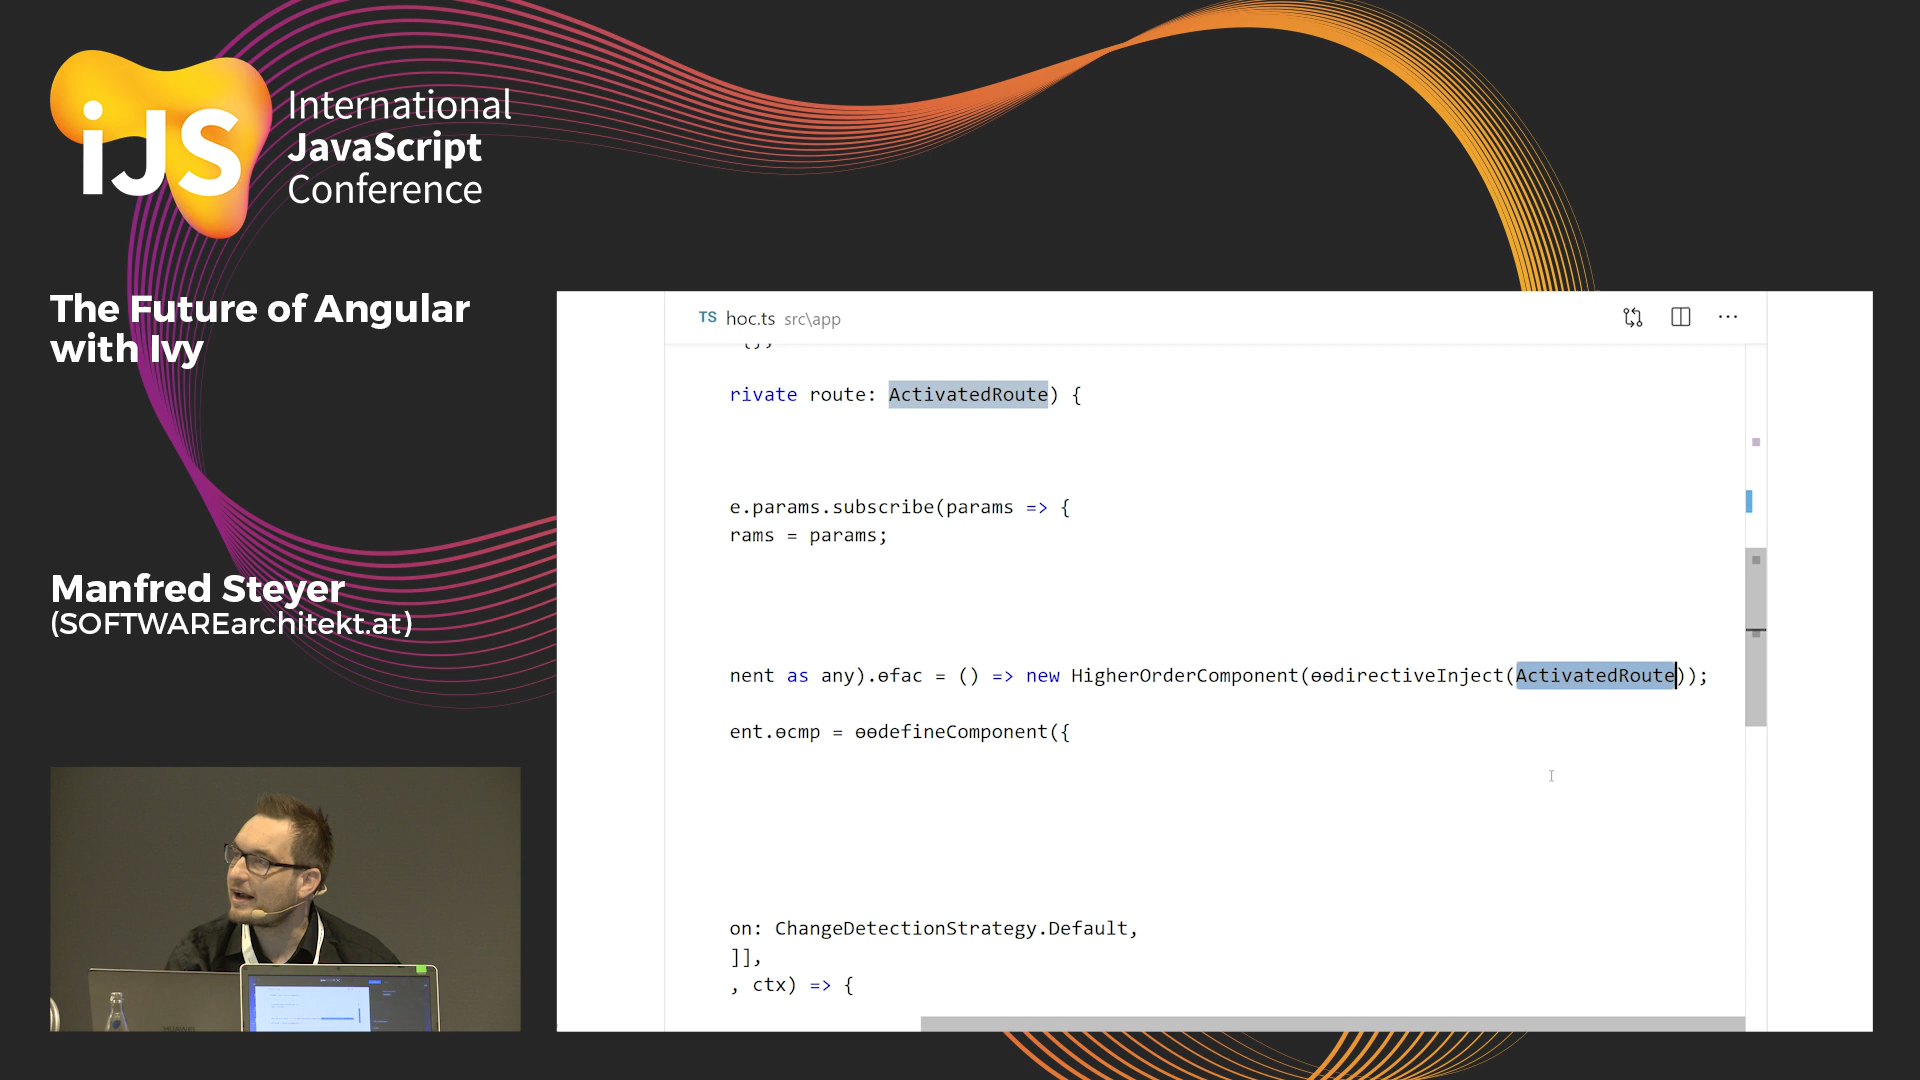 iJS
International
JavaScript
Conference
The Future of Angular
with Ivy
Manfred Steyer
(SOFTWAREarchitekt.at)
TS hoc.ts src\app
rivate route: ActivatedRoute) {
e.params.subscribe(params => {
rams = params;
nent as any).ɵfac = () => new HigherOrderComponent(ɵɵdirectiveInject(ActivatedRoute));
ent.ɵcmp = ɵɵdefineComponent({
on: ChangeDetectionStrategy.Default,
]],
, ctx) => {
HUAWEI